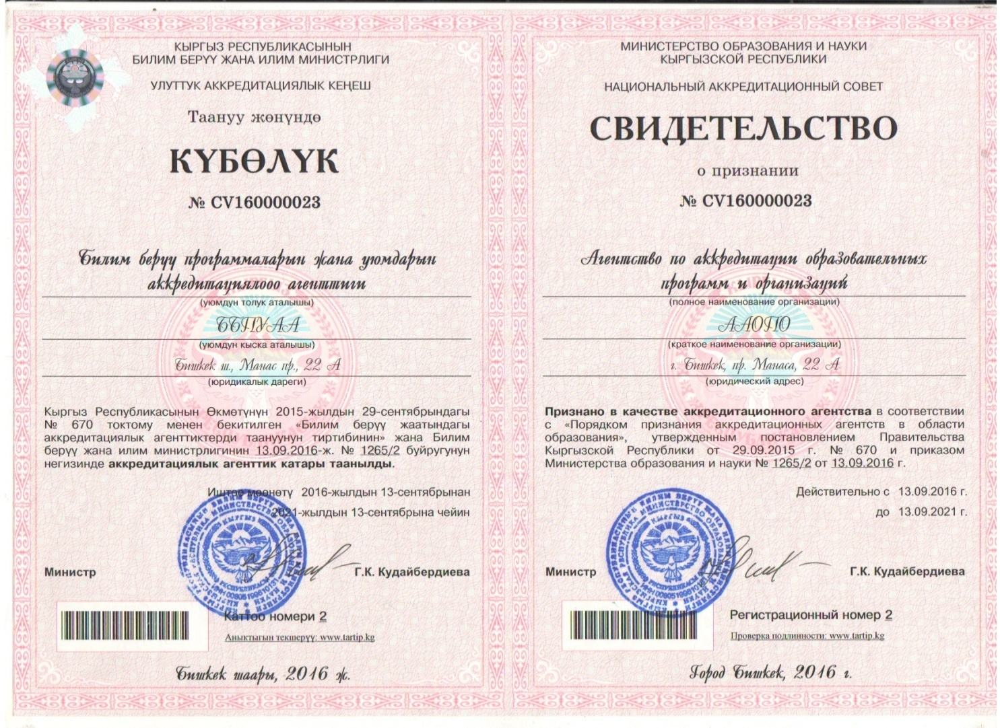 КЫРГЫЗ РЕСПУБЛИКАСЫНЫН
БИЛИМ БЕРҮҮ ЖАНА ИЛИМ МИНИСТРЛИГИ
УЛУТТУК АККРЕДИТАЦИЯЛЫК КЕҢЕШ
Таануу жөнүндө
КҮБӨЛҮК
№ CV160000023
Билим берүү программаларын жана уюмдарын
аккредитациялооо агенттиги
(уюмдун толук аталышы)
ББПУАА
(уюмдун кыска аталышы)
Бишкек ш., Манас пр., 22 А
(юридикалык дареги)
Кыргыз Республикасынын Өкмөтүнүн 2015-жылдын 29-сентябрындагы
№ 670 токтому менен бекитилген «Билим берүү жаатындагы
аккредитациялык агенттиктерди таануунун тиртибинин» жана Билим
берүү жана илим министрлигинин 13.09.2016-ж. № 1265/2 буйругунун
негизинде аккредитациялык агенттик катары таанылды.
Иштөө мөөнөтү 2016-жылдын 13-сентябрынан
2021-жылдын 13-сентябрына чейин
Министр Г.К. Кудайбердиева
Каттоо номери 2
Аныктыгын текшерүү: www.tartip.kg
Бишкек шаары, 2016 ж.
МИНИСТЕРСТВО ОБРАЗОВАНИЯ И НАУКИ
КЫРГЫЗСКОЙ РЕСПУБЛИКИ
НАЦИОНАЛЬНЫЙ АККРЕДИТАЦИОННЫЙ СОВЕТ
СВИДЕТЕЛЬСТВО
о признании
№ CV160000023
Агентство по аккредитации образовательных
программ и организаций
(полное наименование организации)
ААОПО
(краткое наименование организации)
г. Бишкек, пр. Манаса, 22 А
(юридический адрес)
Признано в качестве аккредитационного агентства в соответствии
с «Порядком признания аккредитационных агентств в области
образования», утвержденным постановлением Правительства
Кыргызской Республики от 29.09.2015 г. № 670 и приказом
Министерства образования и науки № 1265/2 от 13.09.2016 г.
Действительно с 13.09.2016 г.
до 13.09.2021 г.
Министр Г.К. Кудайбердиева
Регистрационный номер 2
Проверка подлинности: www.tartip.kg
Город Бишкек, 2016 г.